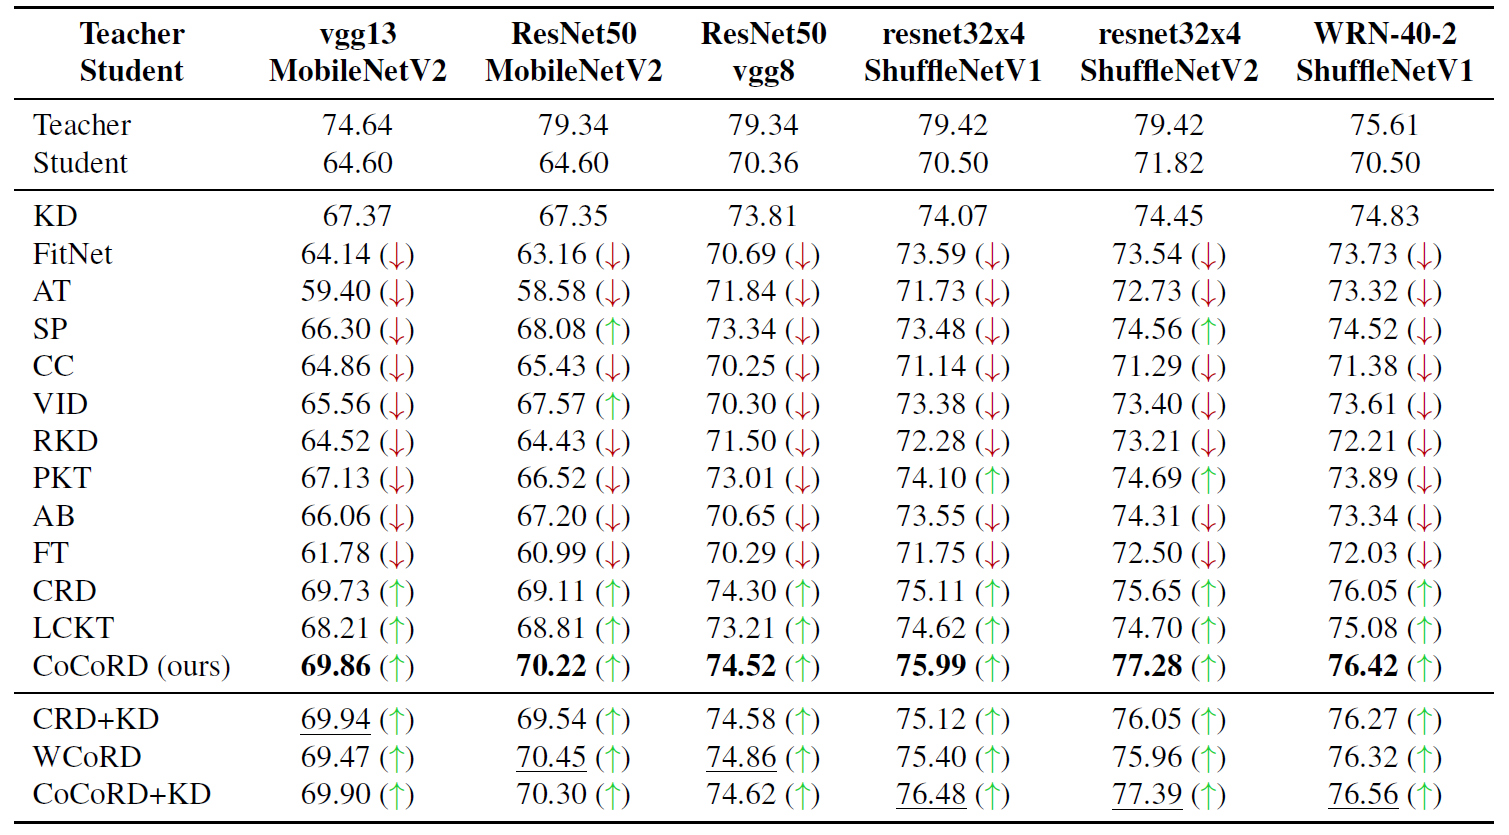 Teacher vgg13 ResNet50 ResNet50 resnet32x4 resnet32x4 WRN-40-2
Student MobileNetV2 MobileNetV2 vgg8 ShuffleNetV1 ShuffleNetV2 ShuffleNetV1
Teacher 74.64 79.34 79.34 79.42 79.42 75.61
Student 64.60 64.60 70.36 70.50 71.82 70.50
KD 67.37 67.35 73.81 74.07 74.45 74.83
FitNet 64.14 (↓) 63.16 (↓) 70.69 (↓) 73.59 (↓) 73.54 (↓) 73.73 (↓)
AT 59.40 (↓) 58.58 (↓) 71.84 (↓) 71.73 (↓) 72.73 (↓) 73.32 (↓)
SP 66.30 (↓) 68.08 (↑) 73.34 (↓) 73.48 (↓) 74.56 (↑) 74.52 (↓)
CC 64.86 (↓) 65.43 (↓) 70.25 (↓) 71.14 (↓) 71.29 (↓) 71.38 (↓)
VID 65.56 (↓) 67.57 (↑) 70.30 (↓) 73.38 (↓) 73.40 (↓) 73.61 (↓)
RKD 64.52 (↓) 64.43 (↓) 71.50 (↓) 72.28 (↓) 73.21 (↓) 72.21 (↓)
PKT 67.13 (↓) 66.52 (↓) 73.01 (↓) 74.10 (↑) 74.69 (↑) 73.89 (↓)
AB 66.06 (↓) 67.20 (↓) 70.65 (↓) 73.55 (↓) 74.31 (↓) 73.34 (↓)
FT 61.78 (↓) 60.99 (↓) 70.29 (↓) 71.75 (↓) 72.50 (↓) 72.03 (↓)
CRD 69.73 (↑) 69.11 (↑) 74.30 (↑) 75.11 (↑) 75.65 (↑) 76.05 (↑)
LCKT 68.21 (↑) 68.81 (↑) 73.21 (↑) 74.62 (↑) 74.70 (↑) 75.08 (↑)
CoCoRD (ours) 69.86 (↑) 70.22 (↑) 74.52 (↑) 75.99 (↑) 77.28 (↑) 76.42 (↑)
CRD+KD 69.94 (↑) 69.54 (↑) 74.58 (↑) 75.12 (↑) 76.05 (↑) 76.27 (↑)
WCoRD 69.47 (↑) 70.45 (↑) 74.86 (↑) 75.40 (↑) 75.96 (↑) 76.32 (↑)
CoCoRD+KD 69.90 (↑) 70.30 (↑) 74.62 (↑) 76.48 (↑) 77.39 (↑) 76.56 (↑)